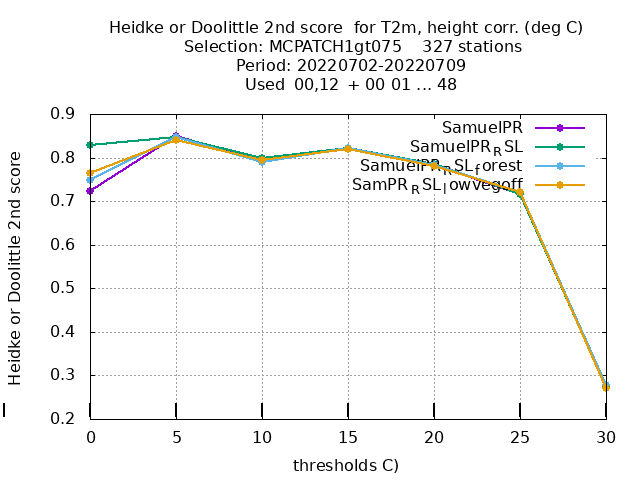 Heidke or Doolittle 2nd score  for T2m, height corr. (deg C)
Selection: MCPATCH1gt075    327 stations
Period: 20220702-20220709
Used  00,12  + 00 01 ... 48
SamuelPR
SamuelPR_RSL
SamuelPR_RSL_forest
SamPR_RSL_lowvegoff
Heidke or Doolittle 2nd score
0.9
0.8
0.7
0.6
0.5
0.4
0.3
0.2
0 5 10 15 20 25 30
thresholds C)